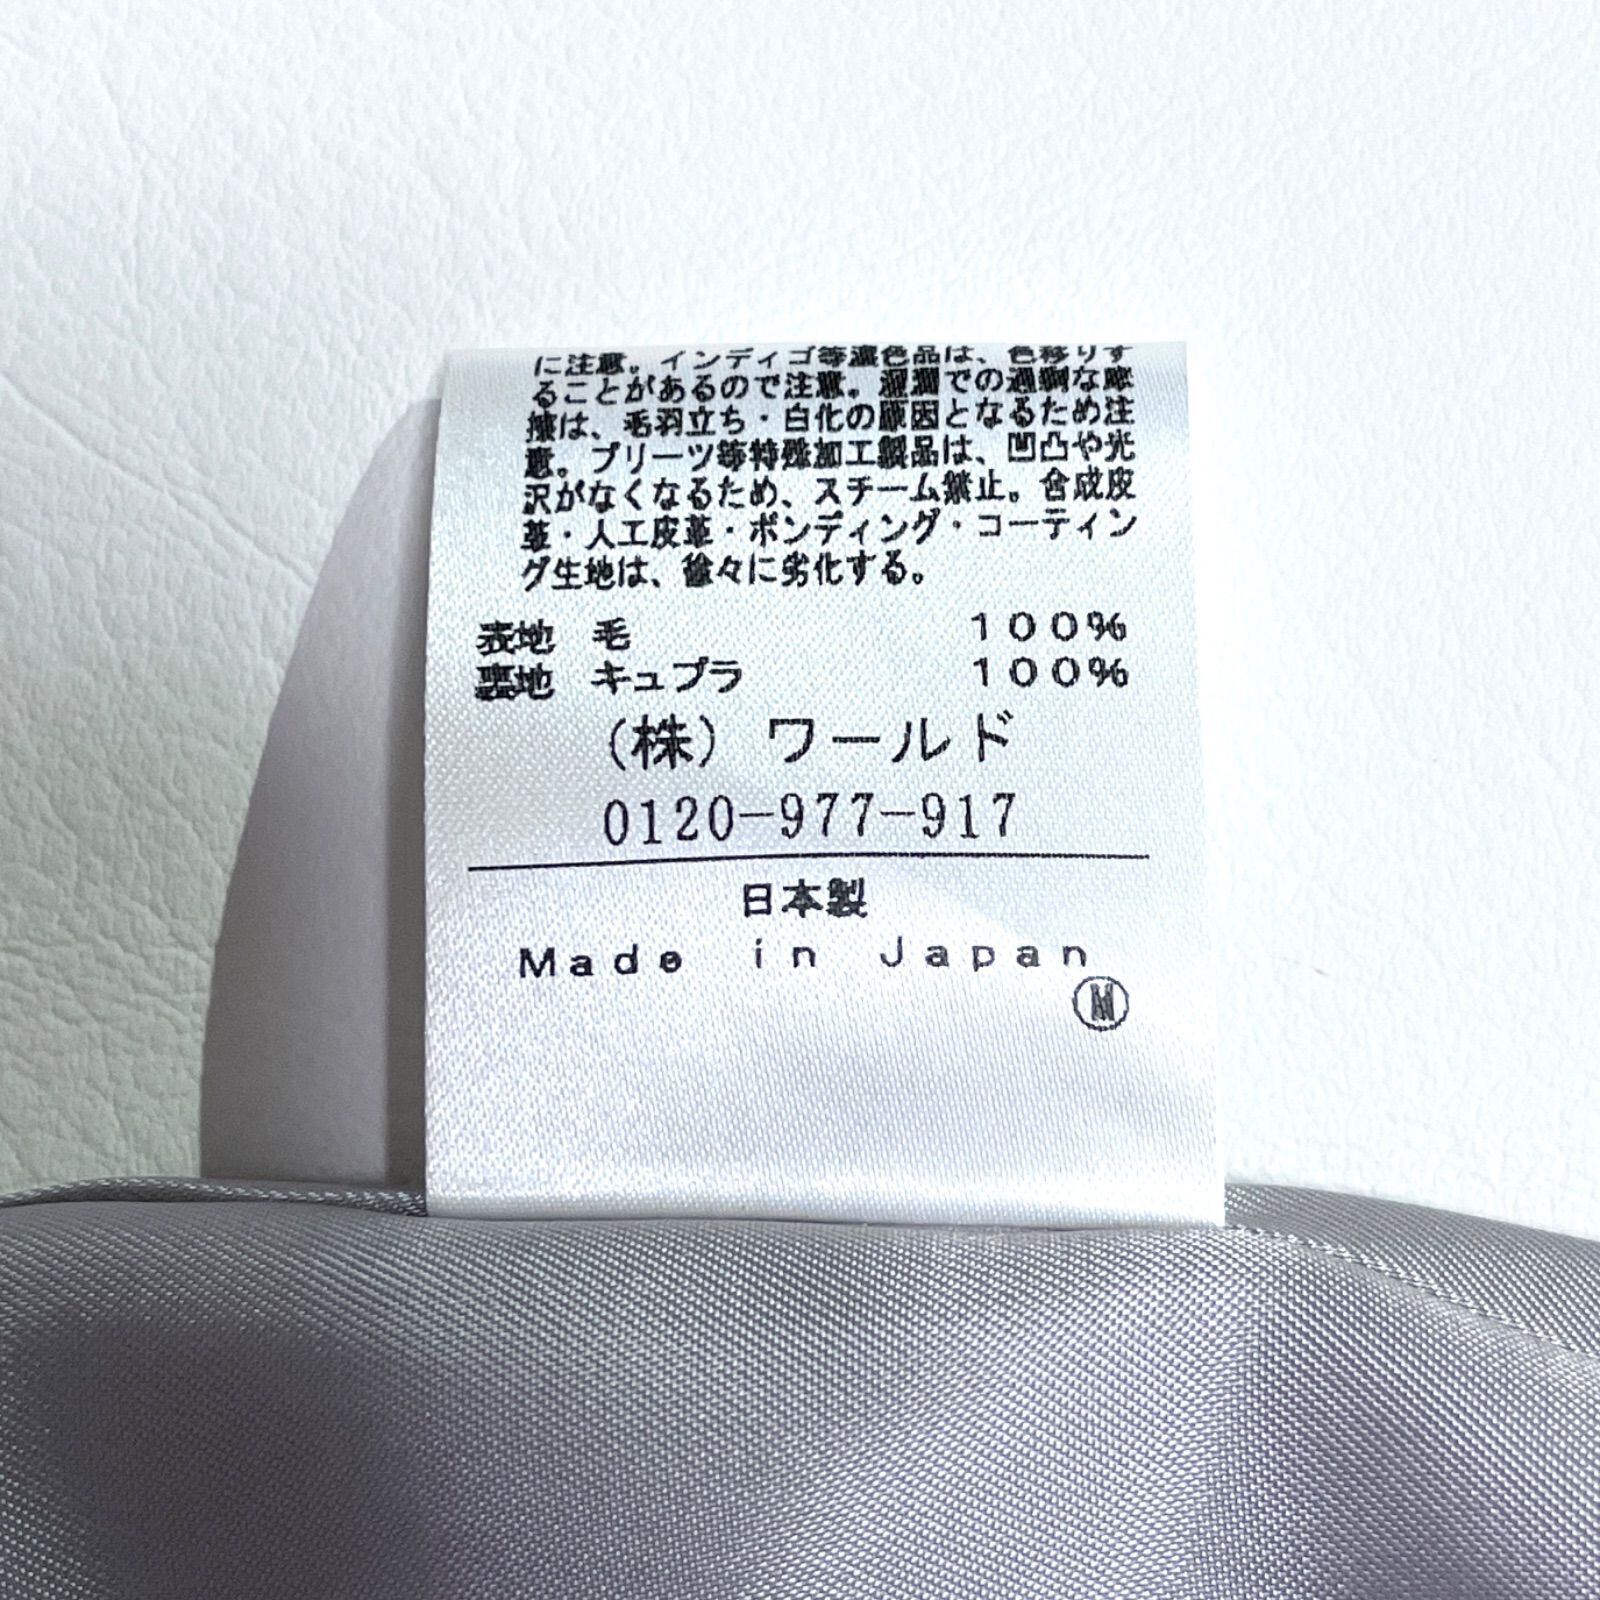 に注意。インディゴ等濃色品は、色移りす
ることがあるので注意。湿潤での過剰な摩
擦は、毛羽立ち・白化の原因となるため注
意。プリーツ等特殊加工製品は、凹凸や光
沢がなくなるため、スチーム禁止。合成皮
革・人工皮革・ボンディング・コーティン
グ生地は、徐々に劣化する。
表地 毛 100%
裏地 キュプラ 100%
(株) ワールド
0120-977-917
日本製
Made in Japan
Ⓜ